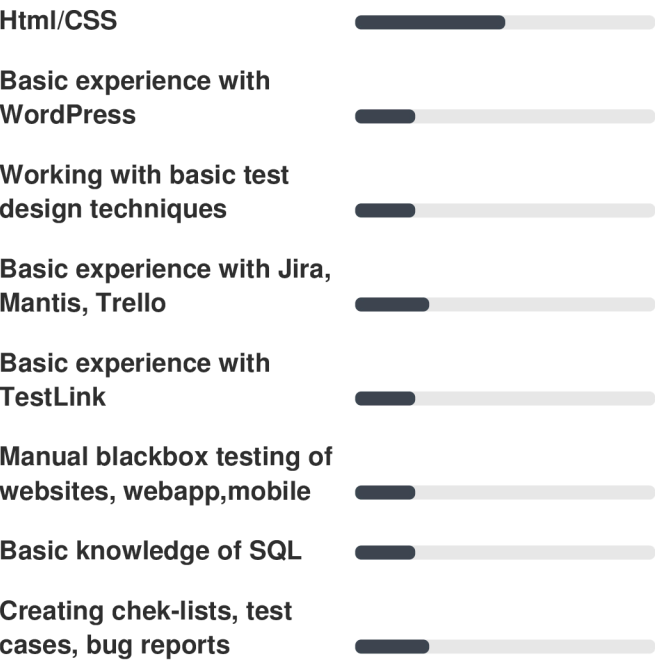 Html/CSS
Basic experience with
WordPress
Working with basic test
design techniques
Basic experience with Jira,
Mantis, Trello
Basic experience with
TestLink
Manual blackbox testing of
websites, webapp,mobile
Basic knowledge of SQL
Creating chek-lists, test
cases, bug reports